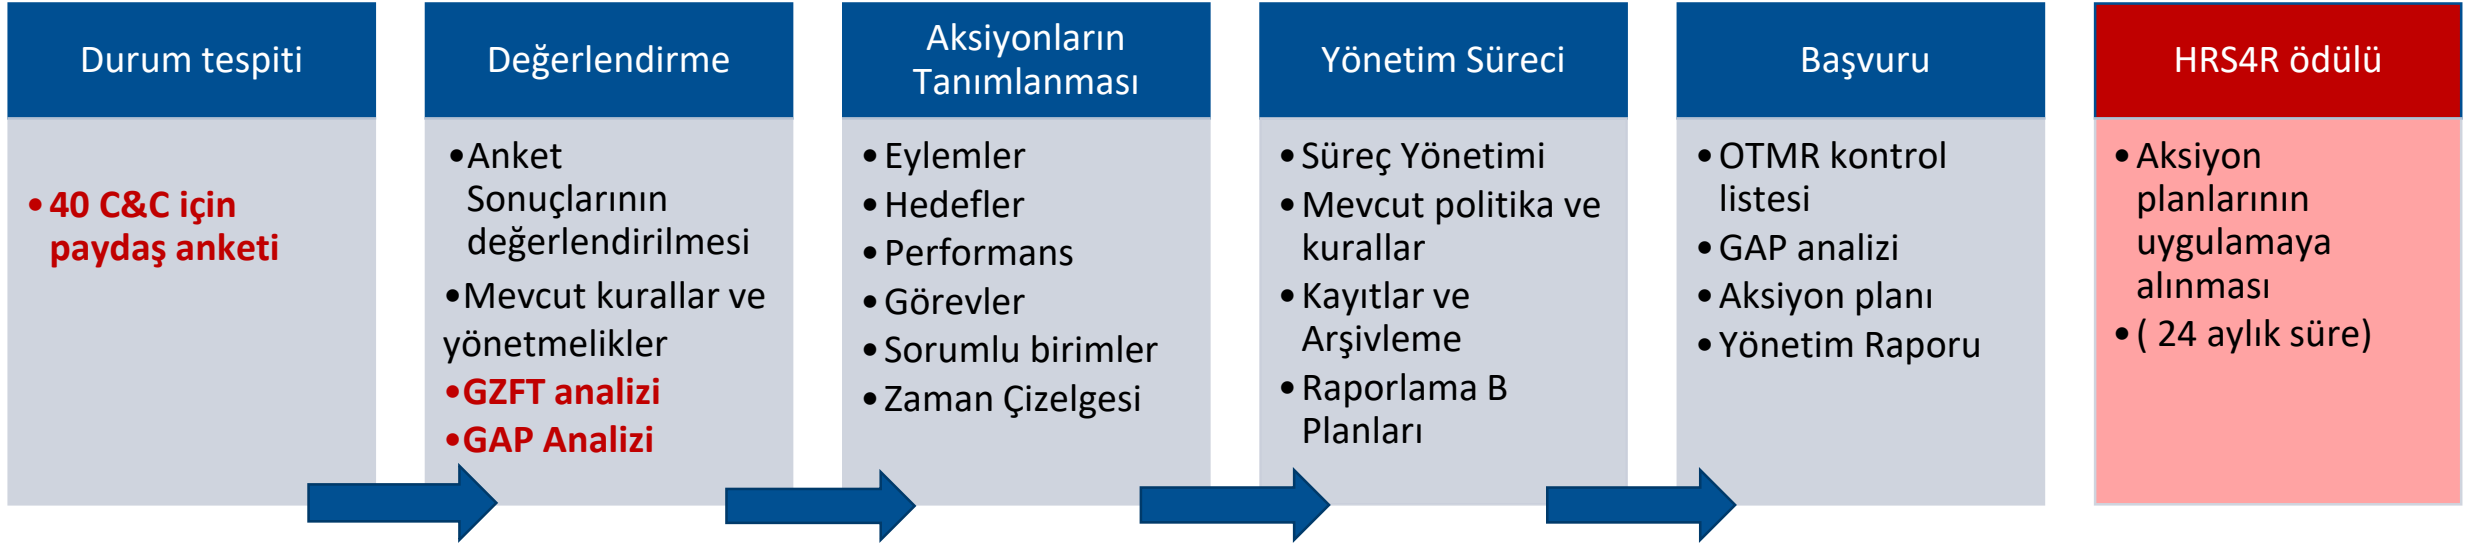 Durum tespiti
• 40 C&C için
paydaş anketi
Değerlendirme
•Anket
Sonuçlarının
değerlendirilmesi
•Mevcut kurallar ve
yönetmelikler
•GZFT analizi
•GAP Analizi
Aksiyonların
Tanımlanması
• Eylemler
• Hedefler
• Performans
• Görevler
• Sorumlu birimler
• Zaman Çizelgesi
Yönetim Süreci
• Süreç Yönetimi
• Mevcut politika ve
kurallar
• Kayıtlar ve
Arşivleme
• Raporlama B
Planları
Başvuru
• OTMR kontrol
listesi
• GAP analizi
• Aksiyon planı
• Yönetim Raporu
HRS4R ödülü
• Aksiyon
planlarının
uygulamaya
alınması
• ( 24 aylık süre)